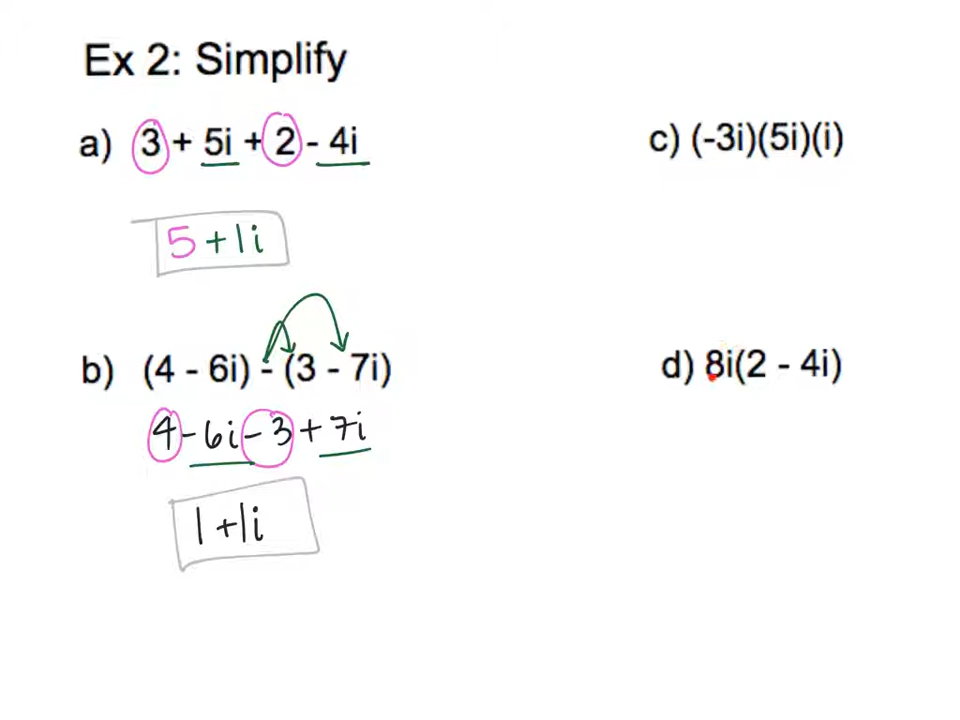 Ex 2: Simplify
a) 3 + 5i + 2 - 4i
5 + 1i
b) (4 - 6i) - (3 - 7i)
4 - 6i - 3 + 7i
1 + 1i
c) (-3i)(5i)(i)
d) 8i(2 - 4i)